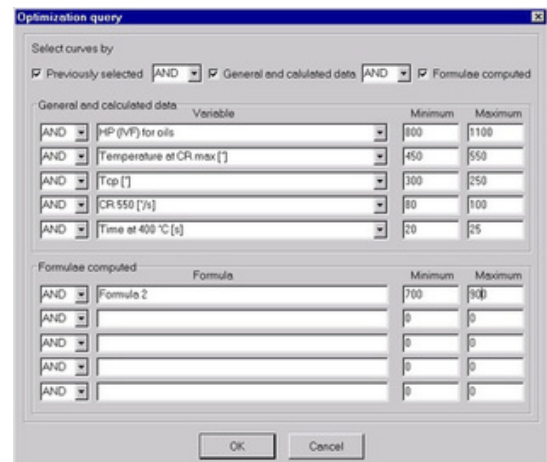 Optimization query
Select curves by
Previously selected AND General and calulated data AND Formulae computed
General and calculated data
Variable Minimum Maximum
AND HP (IVF) for oils 800 1100
AND Temperature at CR max [°] 450 550
AND Tcp [°] 300 250
AND CR 550 [°/s] 80 100
AND Time at 400 °C [s] 20 25
Formulae computed
Formula Minimum Maximum
AND Formula 2 700 900
AND 0 0
AND 0 0
AND 0 0
AND 0 0
OK Cancel